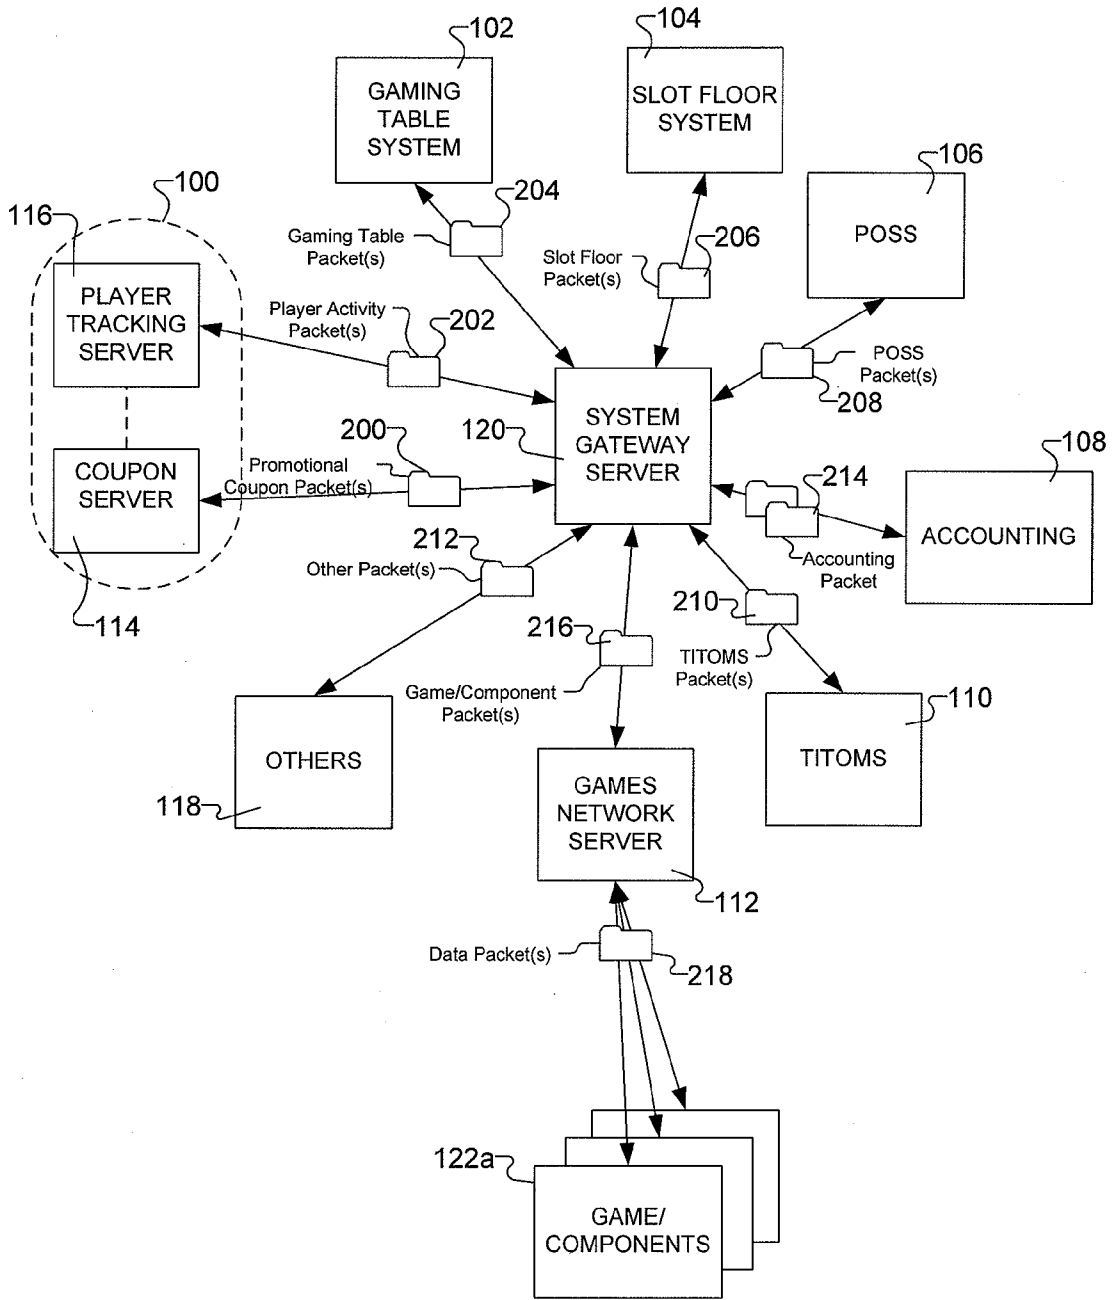 102
GAMING
TABLE
SYSTEM
104
SLOT FLOOR
SYSTEM
106
POSS
100
116
PLAYER
TRACKING
SERVER
204
Gaming Table
Packet(s)
206
Slot Floor
Packet(s)
Player Activity
Packet(s)
202
POSS
Packet(s)
208
SYSTEM
GATEWAY
SERVER
120
200
Promotional
Coupon Packet(s)
COUPON
SERVER
114
108
ACCOUNTING
214
Accounting
Packet
212
Other Packet(s)
216
Game/Component
Packet(s)
210
TITOMS
Packet(s)
110
TITOMS
OTHERS
118
GAMES
NETWORK
SERVER
112
Data Packet(s)
218
122a
GAME/
COMPONENTS